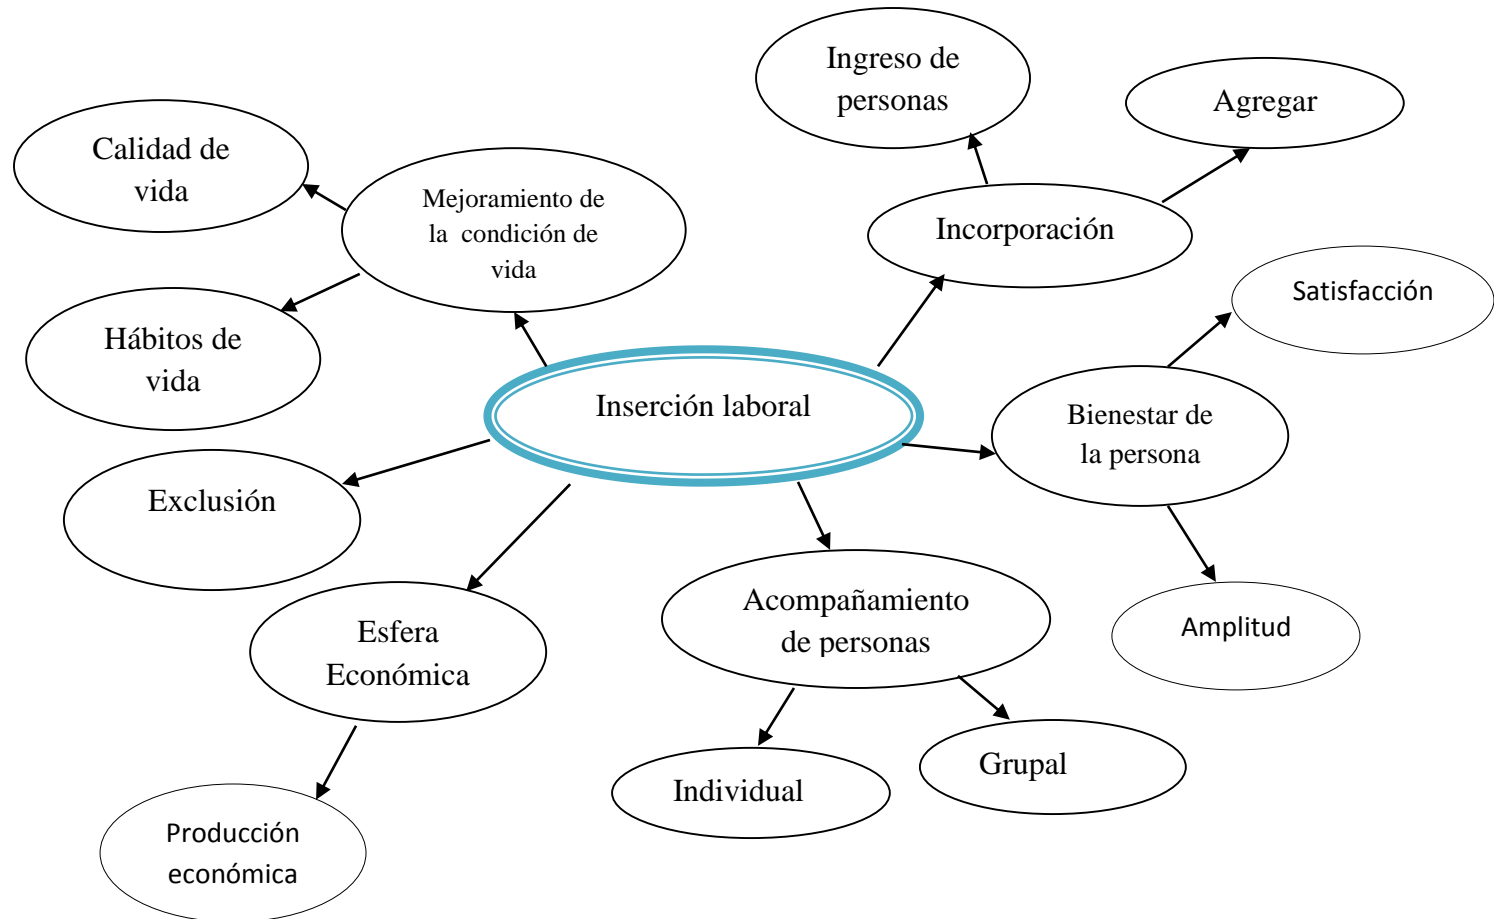 Ingreso de
personas
Agregar
Calidad de
vida
Mejoramiento de
la condición de
vida
Incorporación
Satisfacción
Hábitos de
vida
Inserción laboral
Bienestar de
la persona
Exclusión
Acompañamiento
de personas
Esfera
Económica
Amplitud
Individual
Grupal
Producción
económica